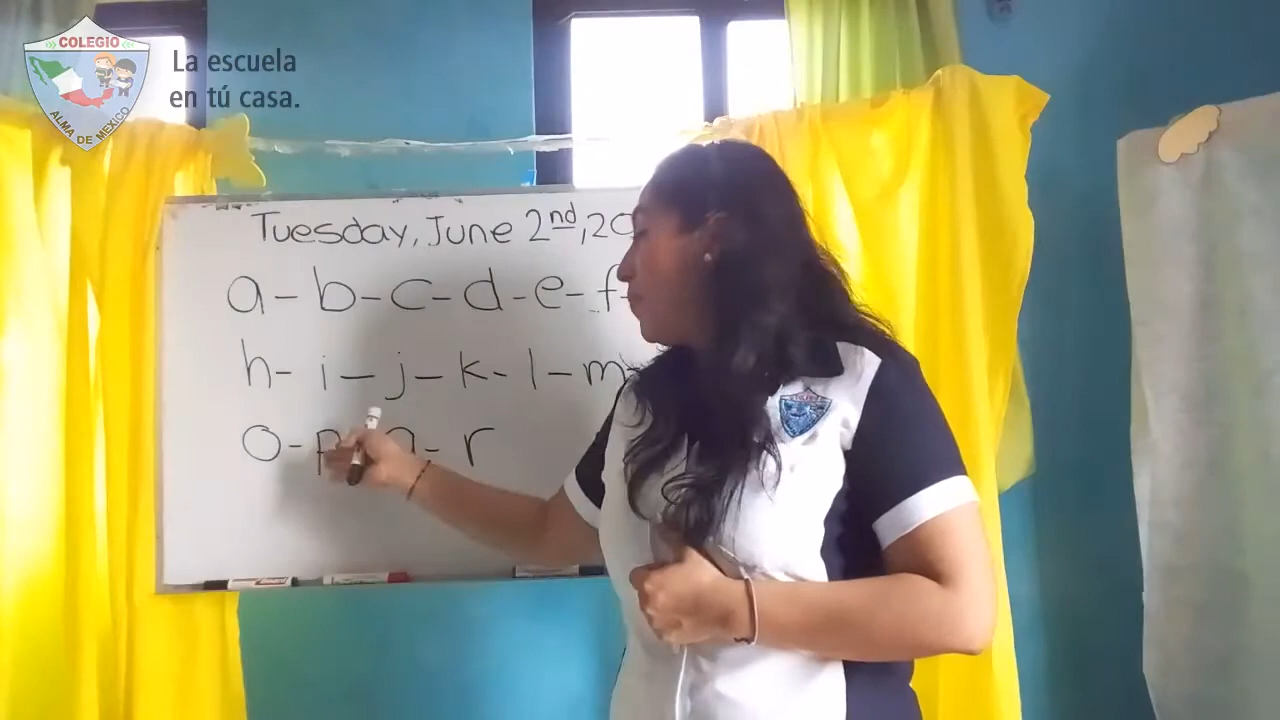 COLEGIO
ALMA DE MEXICO
La escuela
en tú casa.
Tuesday, June 2nd, 20
a - b - c - d - e - f -
h - i - j - k - l - m -
o - p - q - r